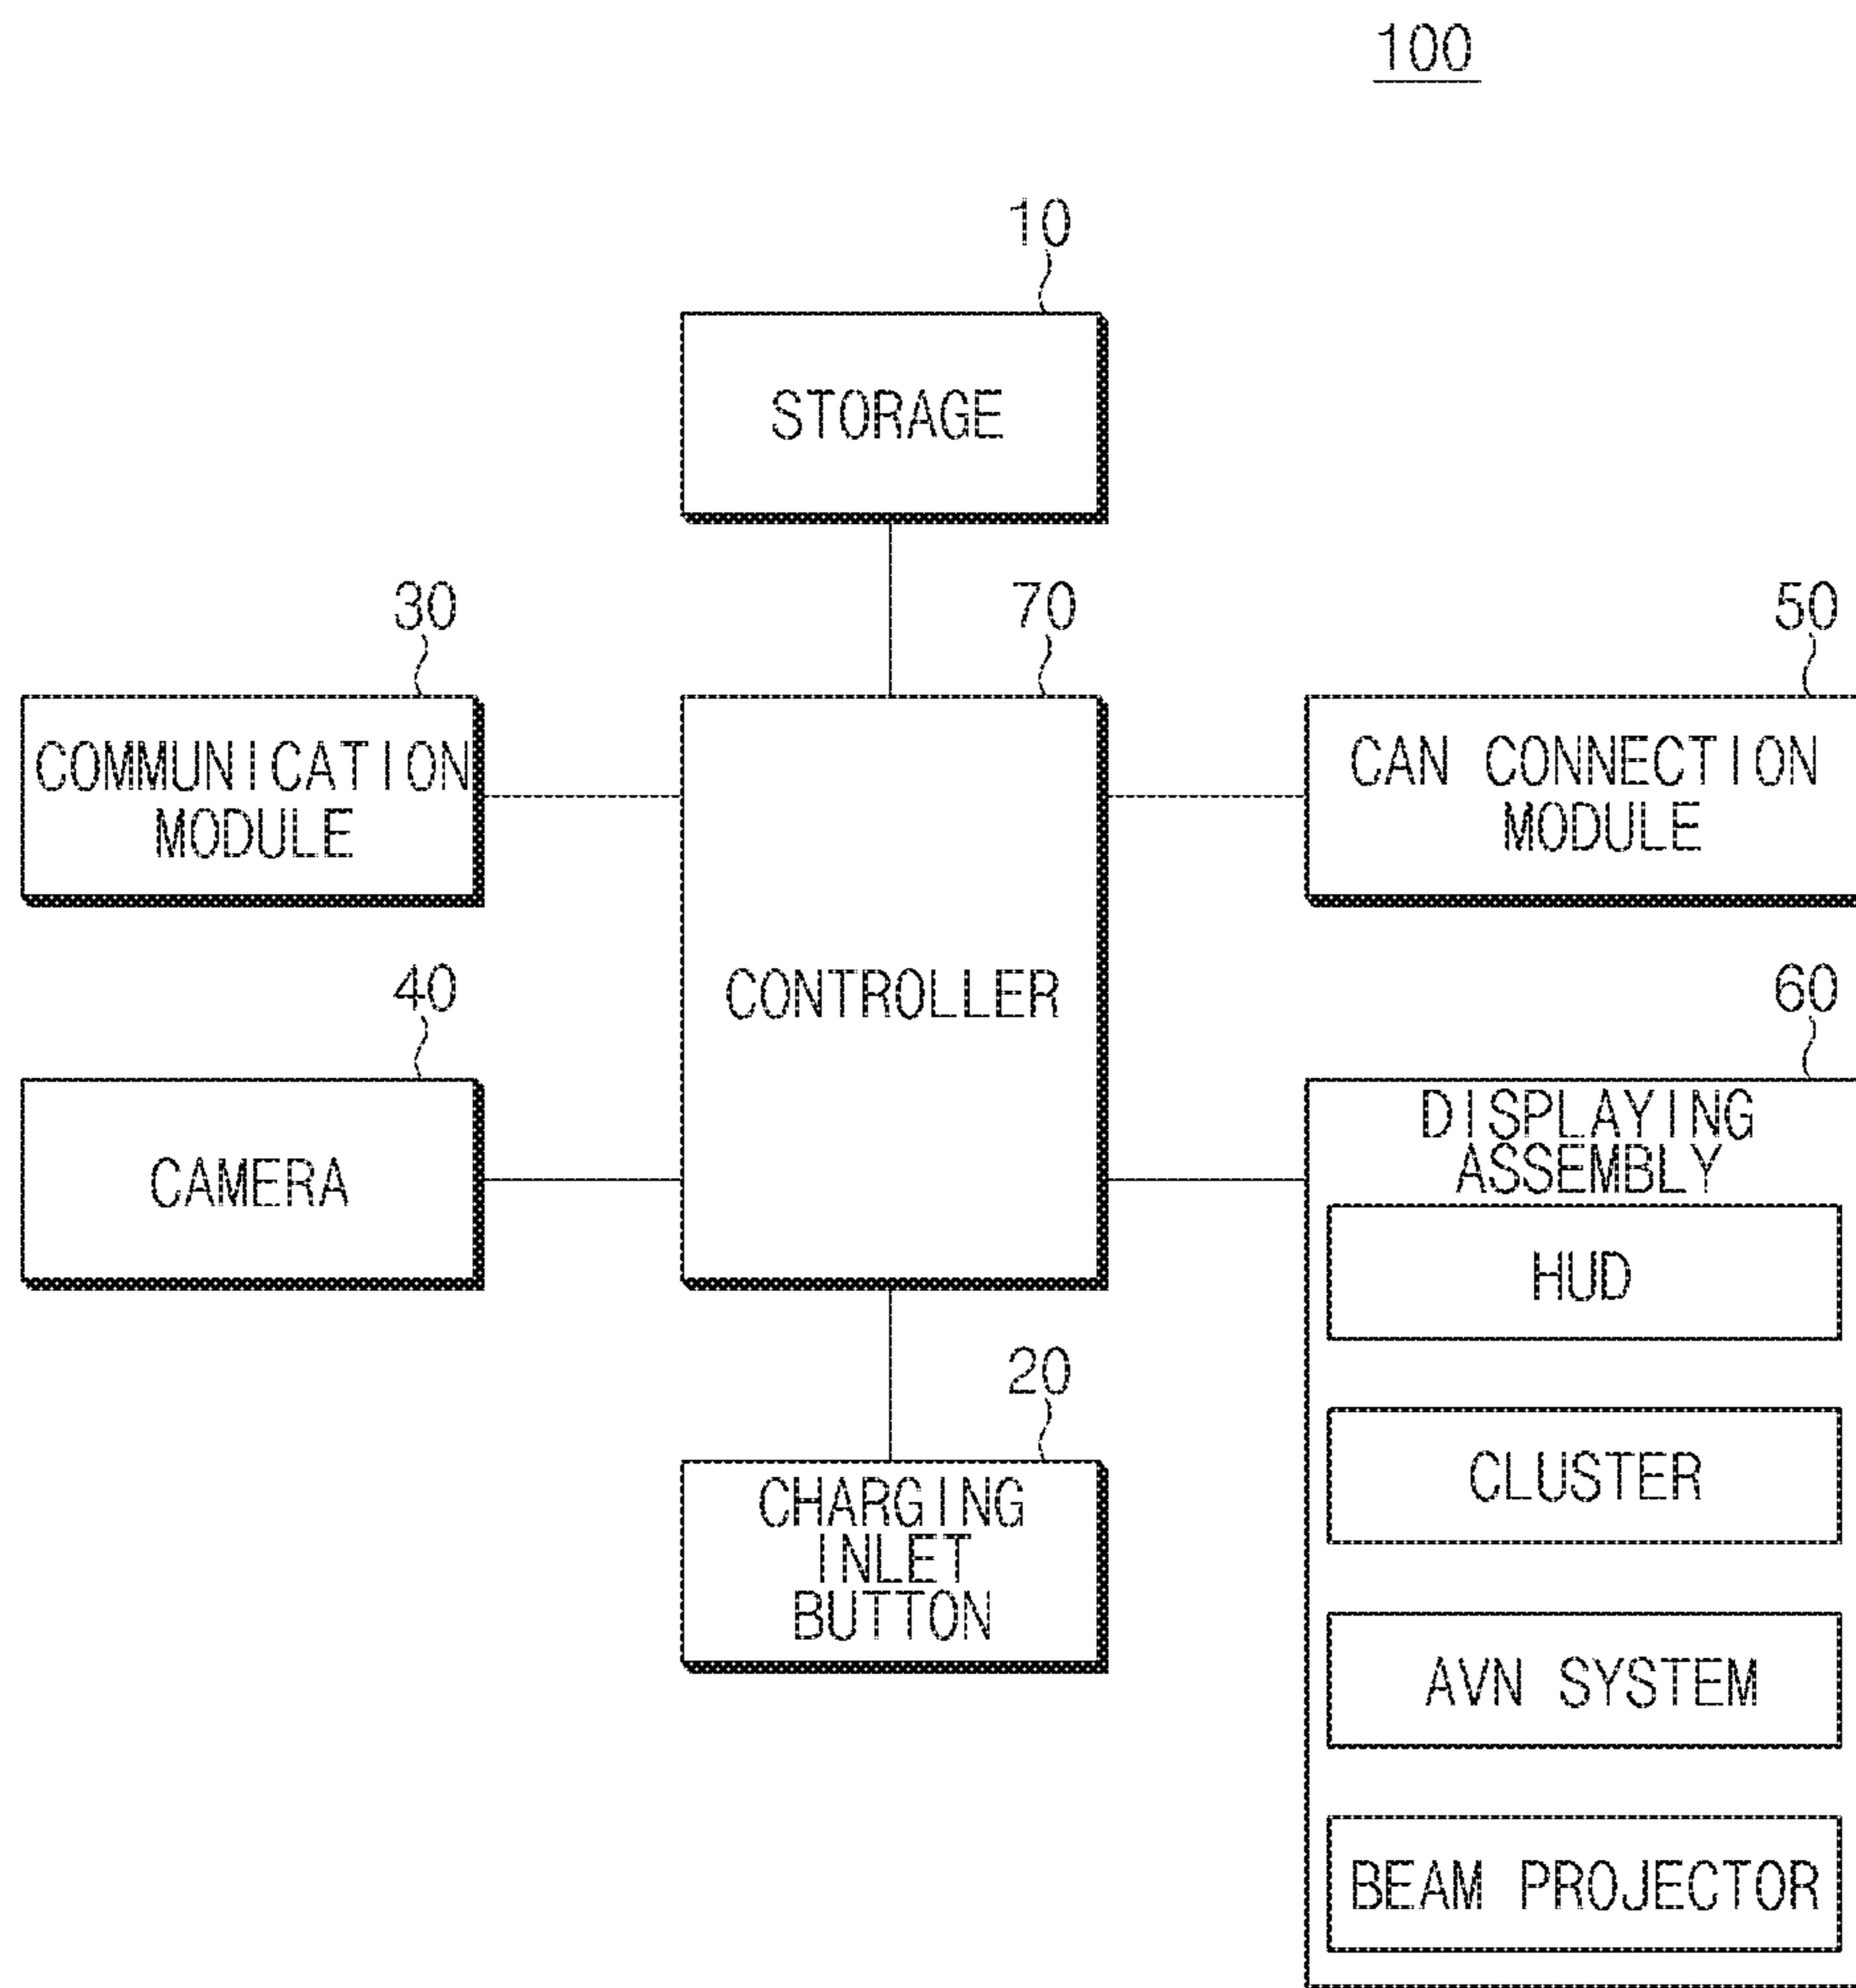 100
10
STORAGE
30
70
50
COMMUNICATION
MODULE
CAN CONNECTION
MODULE
CONTROLLER
40
60
CAMERA
DISPLAYING
ASSEMBLY
HUD
20
CHARGING
INLET
BUTTON
CLUSTER
AVN SYSTEM
BEAM PROJECTOR